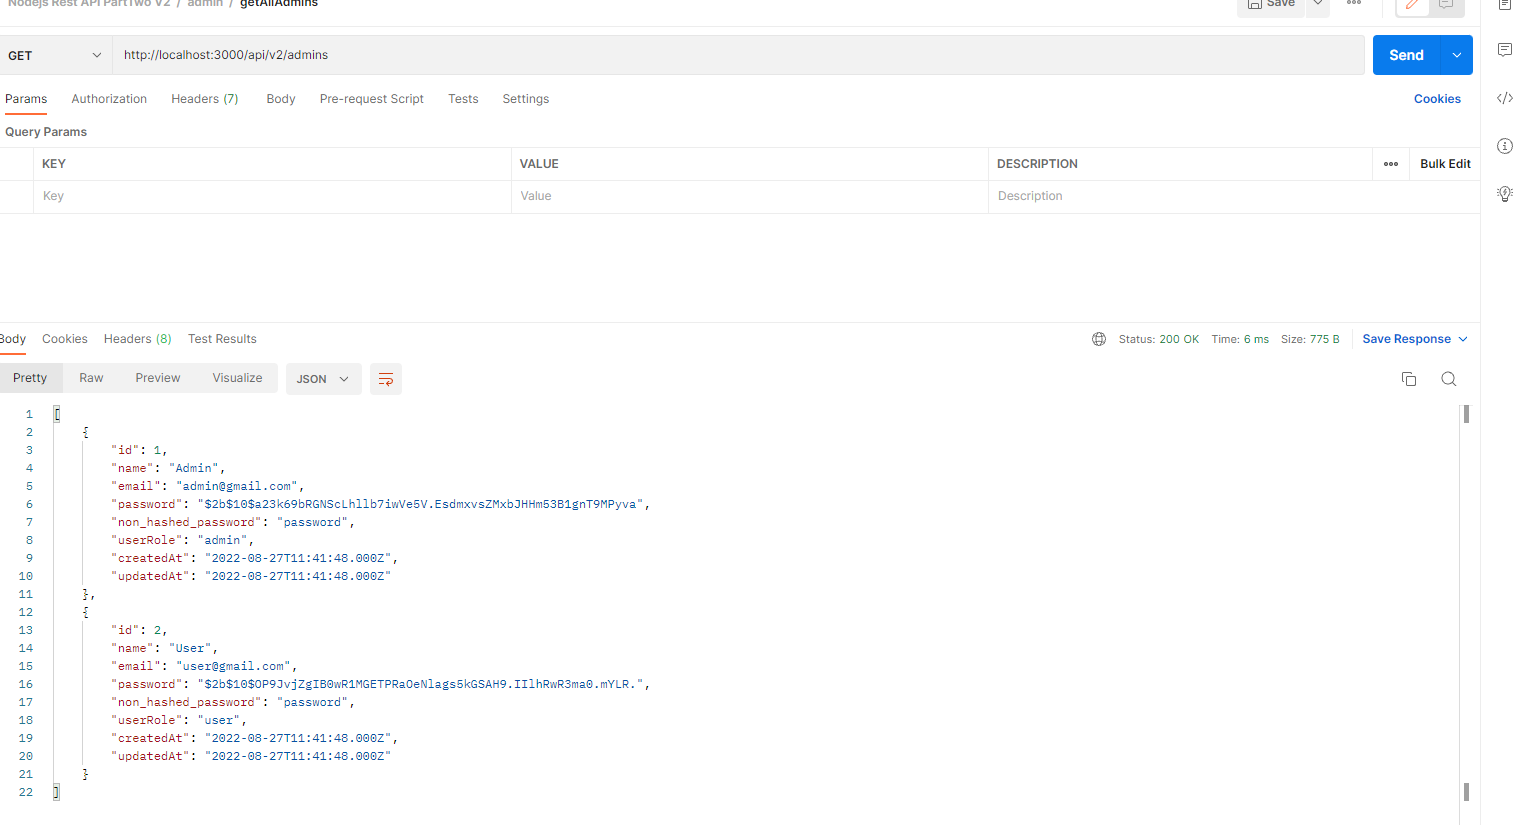 Nodejs Rest API PartTwo V2 / admin / getAllAdmins
Save
GET http://localhost:3000/api/v2/admins Send
Params Authorization Headers (7) Body Pre-request Script Tests Settings Cookies
Query Params
KEY VALUE DESCRIPTION Bulk Edit
Key Value Description
Body Cookies Headers (8) Test Results Status: 200 OK Time: 6 ms Size: 775 B Save Response
Pretty Raw Preview Visualize JSON
1 [
2 {
3 "id": 1,
4 "name": "Admin",
5 "email": "admin@gmail.com",
6 "password": "$2b$10$a23k69bRGNScLhllb7iwVe5V.EsdmxvsZMxbJHHm53B1gnT9MPyva",
7 "non_hashed_password": "password",
8 "userRole": "admin",
9 "createdAt": "2022-08-27T11:41:48.000Z",
10 "updatedAt": "2022-08-27T11:41:48.000Z"
11 },
12 {
13 "id": 2,
14 "name": "User",
15 "email": "user@gmail.com",
16 "password": "$2b$10$OP9JvjZgIB0wR1MGETPRaOeNlags5kGSAH9.IIlhRwR3ma0.mYLR.",
17 "non_hashed_password": "password",
18 "userRole": "user",
19 "createdAt": "2022-08-27T11:41:48.000Z",
20 "updatedAt": "2022-08-27T11:41:48.000Z"
21 }
22 ]